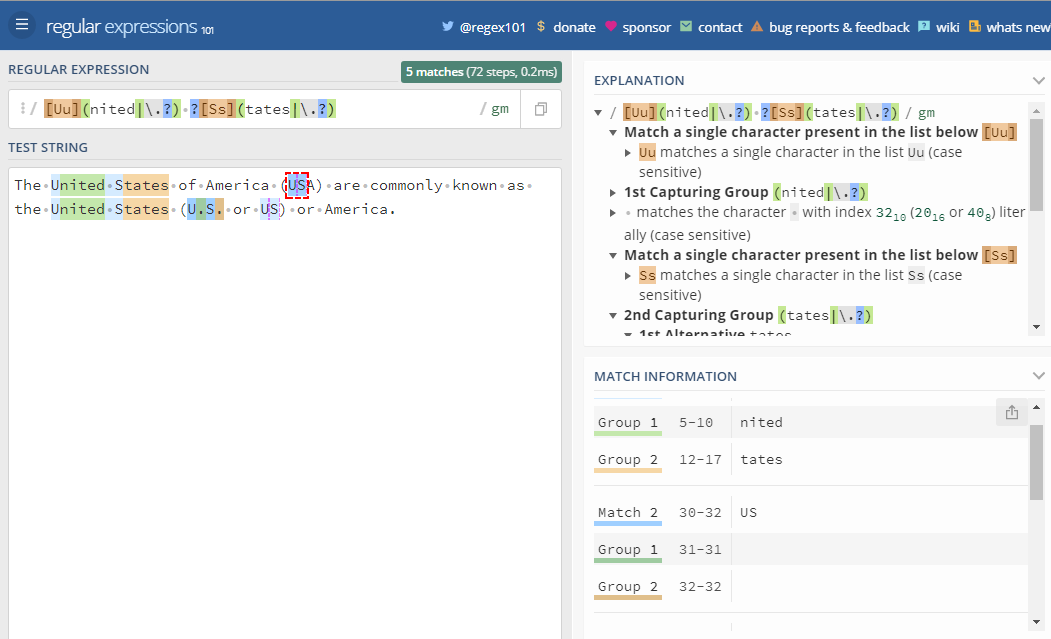 regular expressions 101
@regex101 $ donate sponsor contact bug reports & feedback wiki whats new
REGULAR EXPRESSION
5 matches (72 steps, 0.2ms)
/ [Uu](nited|\.?) ?[Ss](tates|\.?) / gm
TEST STRING
The·United·States·of·America·(USA)·are·commonly·known·as·
the·United·States·(U.S.·or·US)·or·America.
EXPLANATION
/ [Uu](nited|\.?)·?[Ss](tates|\.?) / gm
Match a single character present in the list below [Uu]
Uu matches a single character in the list Uu (case
sensitive)
1st Capturing Group (nited|\.?)
· matches the character · with index 32₁₀ (20₁₆ or 40₈) liter
ally (case sensitive)
Match a single character present in the list below [Ss]
Ss matches a single character in the list Ss (case
sensitive)
2nd Capturing Group (tates|\.?)
1st Alternative tates
MATCH INFORMATION
Group 1 5-10 nited
Group 2 12-17 tates
Match 2 30-32 US
Group 1 31-31
Group 2 32-32